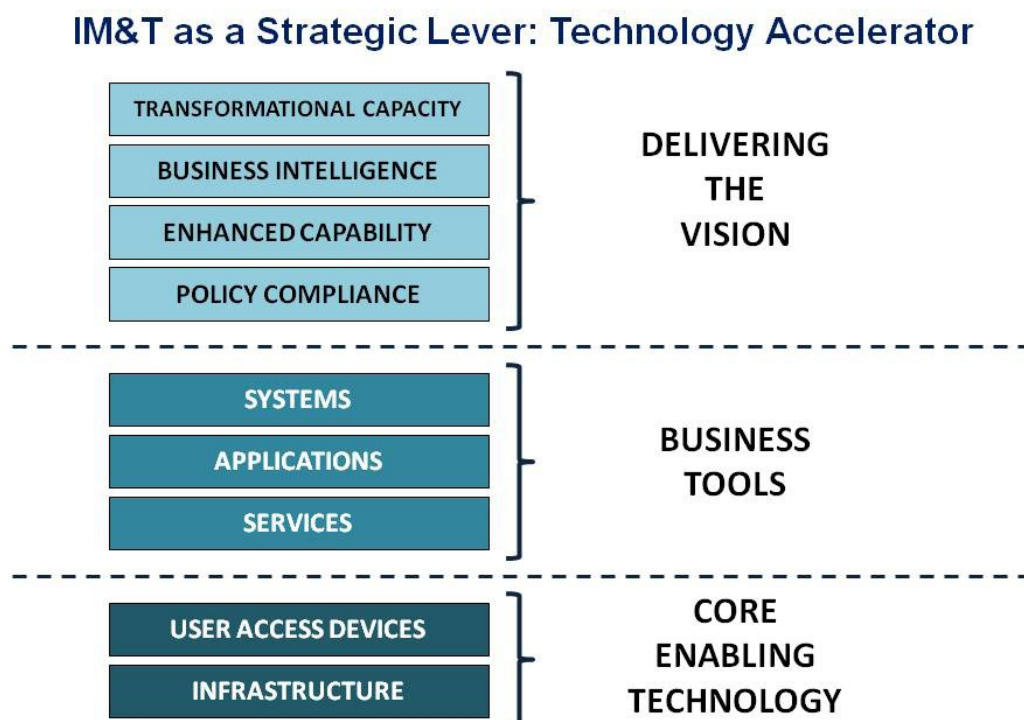 IM&T as a Strategic Lever: Technology Accelerator
TRANSFORMATIONAL CAPACITY
BUSINESS INTELLIGENCE
ENHANCED CAPABILITY
POLICY COMPLIANCE
DELIVERING
THE
VISION
SYSTEMS
APPLICATIONS
SERVICES
BUSINESS
TOOLS
USER ACCESS DEVICES
INFRASTRUCTURE
CORE
ENABLING
TECHNOLOGY